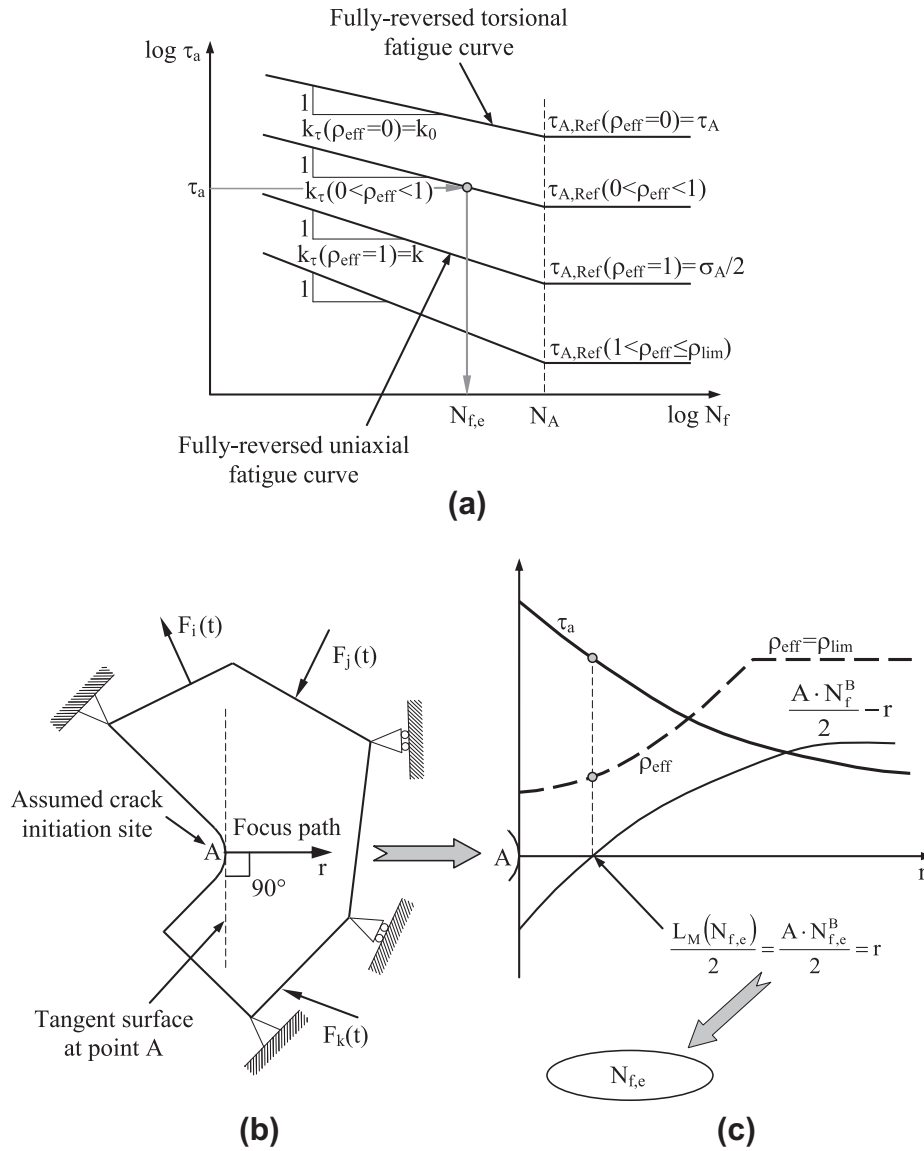 (a)
Fully-reversed torsional
fatigue curve
log τa
1
kτ(ρeff=0)=k0
τA,Ref(ρeff=0)=τA
1
τa
kτ(0<ρeff<1)
τA,Ref(0<ρeff<1)
1
kτ(ρeff=1)=k
τA,Ref(ρeff=1)=σA/2
1
τA,Ref(1<ρeff≤ρlim)
Nf,e
NA
log Nf
Fully-reversed uniaxial
fatigue curve
(a)
Fi(t)
Fj(t)
Assumed crack
initiation site
A
Focus path
r
90°
Tangent surface
at point A
Fk(t)
(b)
τa
ρeff=ρlim
A · Nf^B / 2 – r
ρeff
A
r
LM(Nf,e) / 2 = A · Nf,e^B / 2 = r
Nf,e
(c)